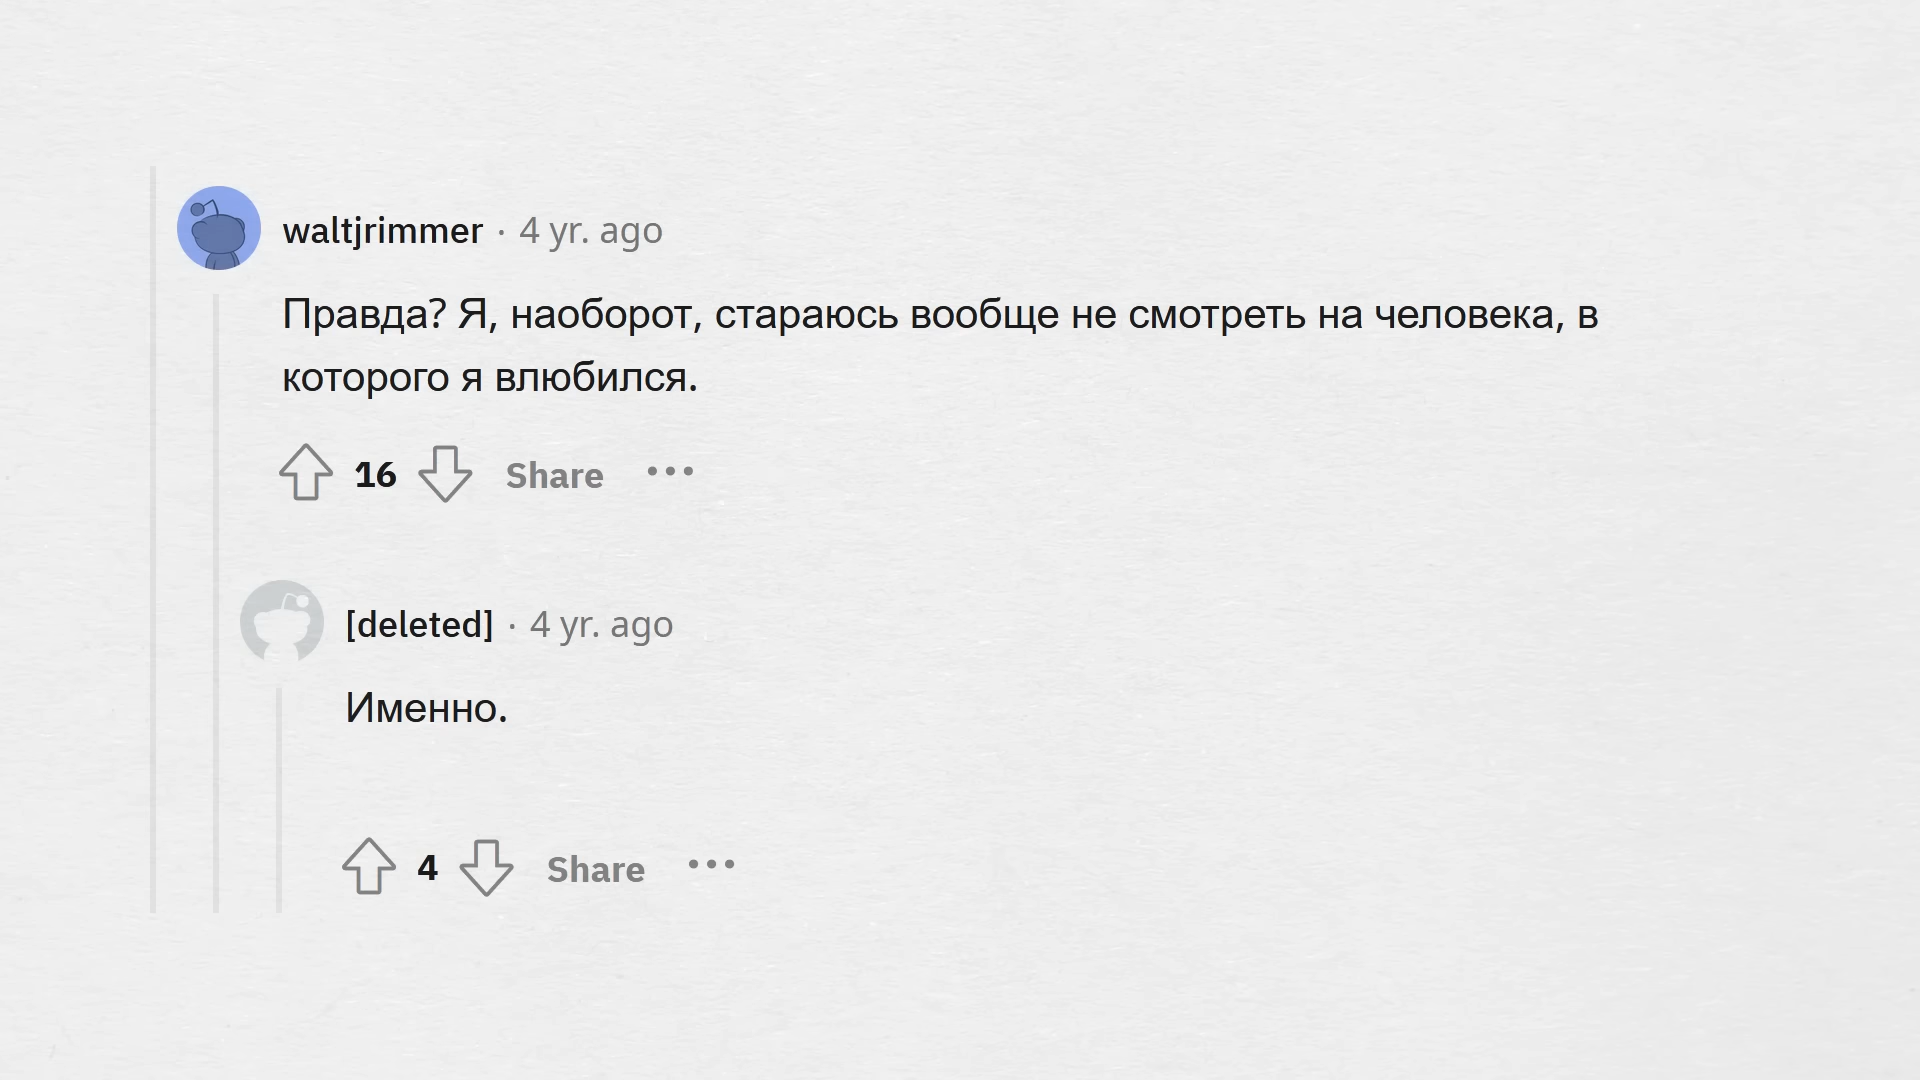 waltjrimmer · 4 yr. ago
Правда? Я, наоборот, стараюсь вообще не смотреть на человека, в
которого я влюбился.
16 Share •••
[deleted] · 4 yr. ago
Именно.
4 Share •••